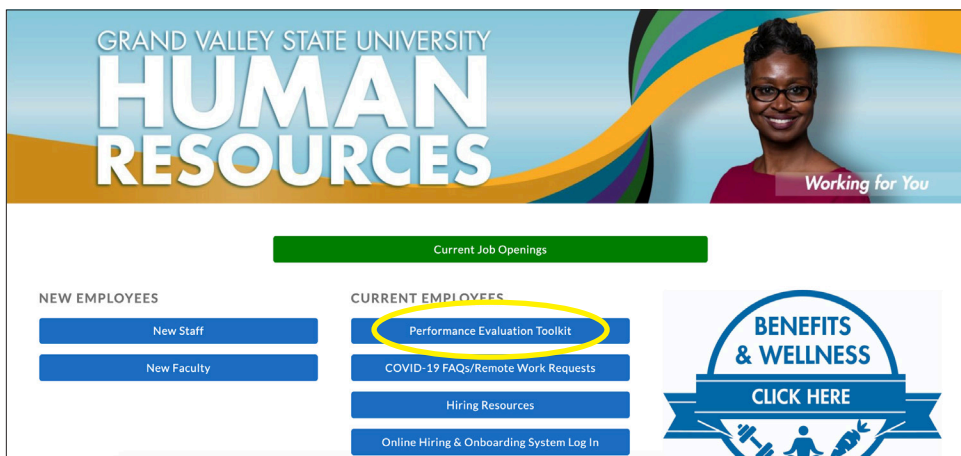 GRAND VALLEY STATE UNIVERSITY
HUMAN
RESOURCES
Working for You
Current Job Openings
NEW EMPLOYEES
New Staff
New Faculty
CURRENT EMPLOYEES
Performance Evaluation Toolkit
COVID-19 FAQs/Remote Work Requests
Hiring Resources
Online Hiring & Onboarding System Log In
BENEFITS
& WELLNESS
CLICK HERE